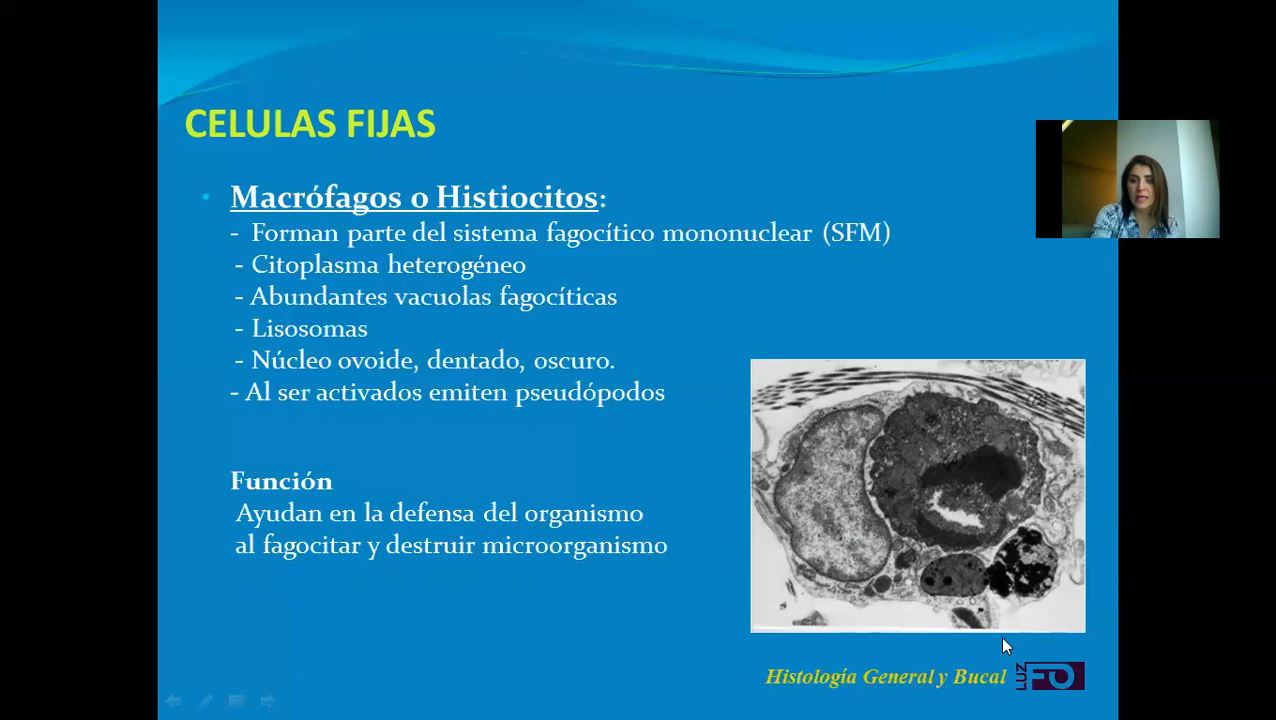 CELULAS FIJAS
• Macrófagos o Histiocitos:
- Forman parte del sistema fagocítico mononuclear (SFM)
- Citoplasma heterogéneo
- Abundantes vacuolas fagocíticas
- Lisosomas
- Núcleo ovoide, dentado, oscuro.
- Al ser activados emiten pseudópodos
Función
Ayudan en la defensa del organismo
al fagocitar y destruir microorganismo
Histología General y Bucal
LUZ FO